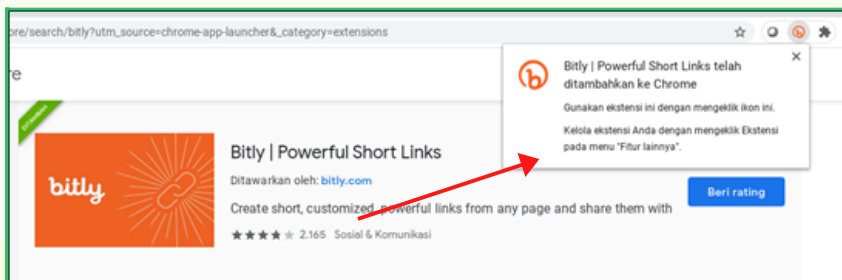 ore/search/bitly?utm_source=chrome-app-launcher&_category=extensions
re
Bitly | Powerful Short Links telah
ditambahkan ke Chrome
Gunakan ekstensi ini dengan mengeklik ikon ini.
Kelola ekstensi Anda dengan mengeklik Ekstensi
pada menu "Fitur lainnya".
DITAMBAH
bitly
Bitly | Powerful Short Links
Ditawarkan oleh: bitly.com
Beri rating
Create short, customized, powerful links from any page and share them with
2.165 Sosial & Komunikasi